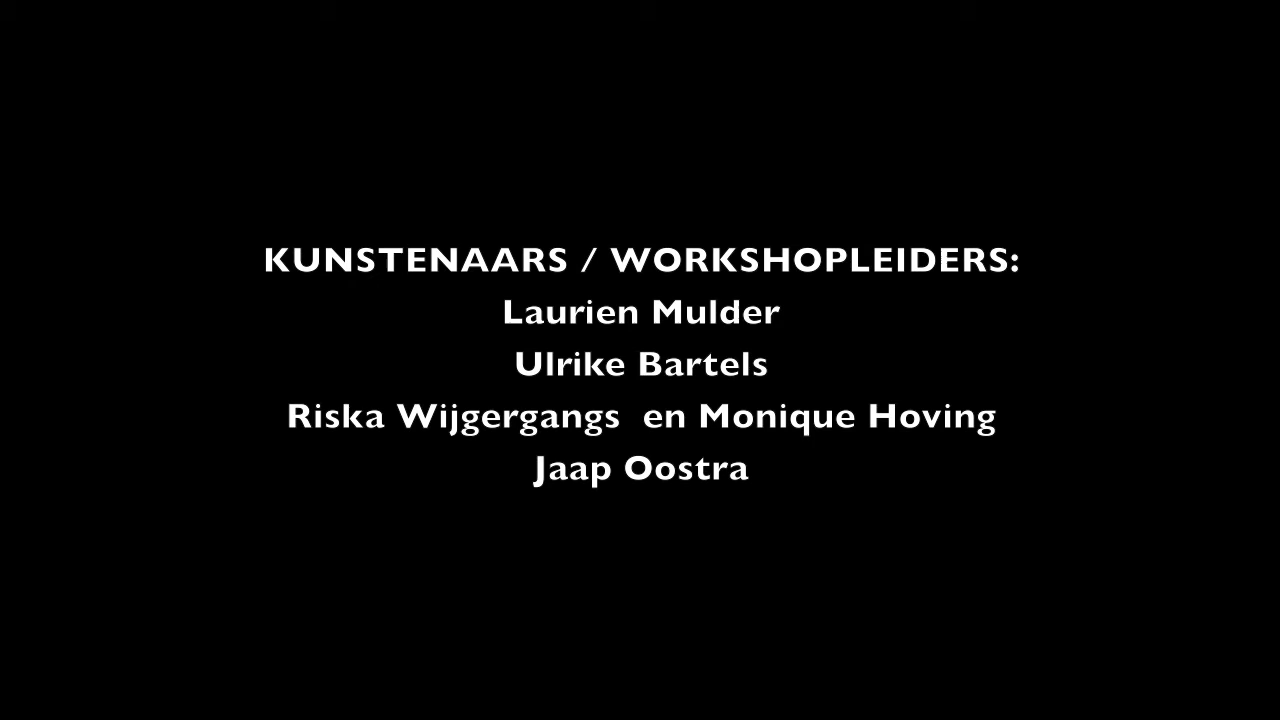 KUNSTENAARS / WORKSHOPLEIDERS:
Laurien Mulder
Ulrike Bartels
Riska Wijgergangs  en Monique Hoving
Jaap Oostra